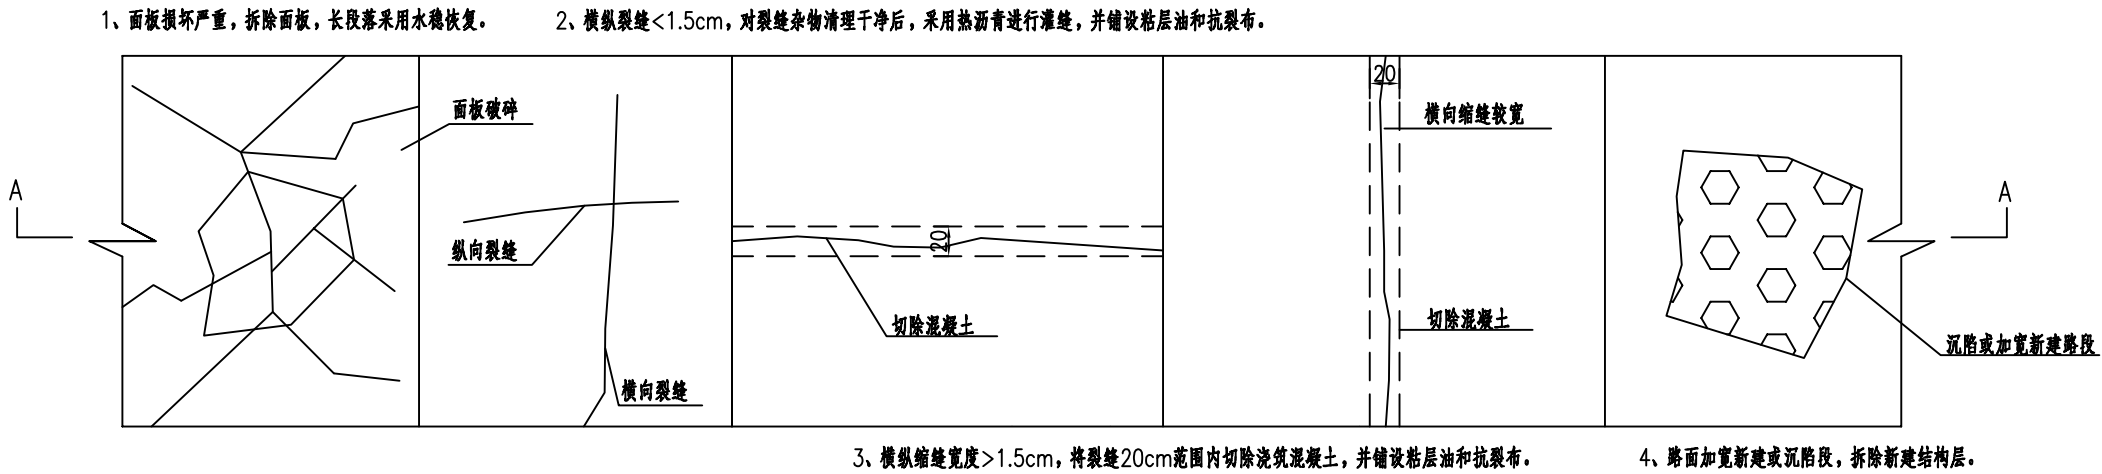 1、面板损坏严重，拆除面板，长段落采用水稳恢复。
2、横纵裂缝<1.5cm，对裂缝杂物清理干净后，采用热沥青进行灌缝，并铺设粘层油和抗裂布。
20
面板破碎
横向缩缝较宽
A
A
纵向裂缝
20
切除混凝土
切除混凝土
沉陷或加宽新建路段
横向裂缝
3、横纵缩缝宽度>1.5cm，将裂缝20cm范围内切除浇筑混凝土，并铺设粘层油和抗裂布。
4、路面加宽新建或沉陷段，拆除新建结构层。